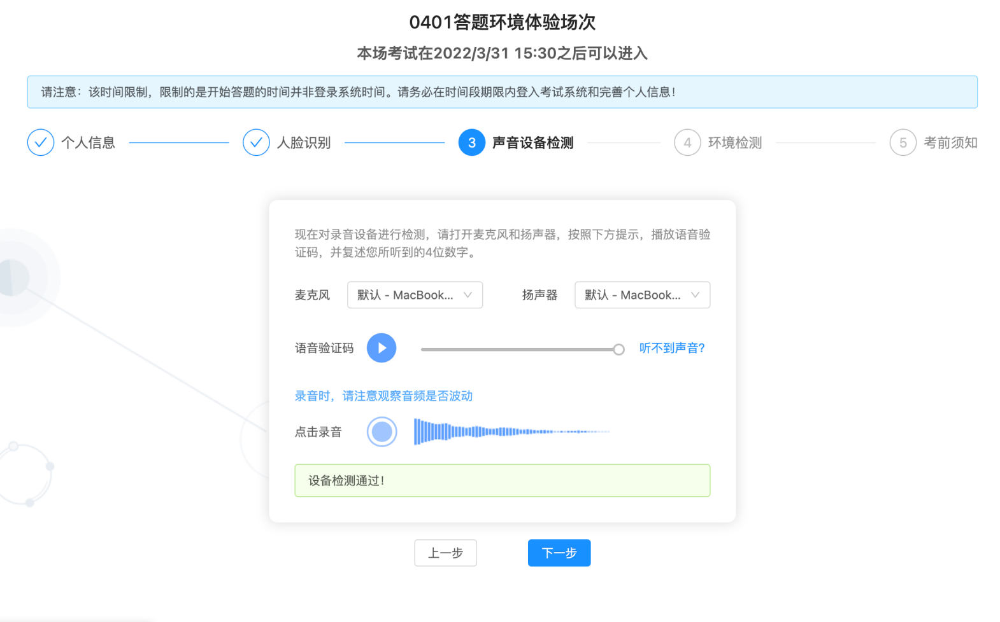 0401答题环境体验场次
本场考试在2022/3/31 15:30之后可以进入
请注意：该时间限制，限制的是开始答题的时间并非登录系统时间。请务必在时间段期限内登入考试系统和完善个人信息！
个人信息 人脸识别 3 声音设备检测 4 环境检测 5 考前须知
现在对录音设备进行检测，请打开麦克风和扬声器，按照下方提示，播放语音验
证码，并复述您所听到的4位数字。
麦克风 默认 - MacBook... 扬声器 默认 - MacBook...
语音验证码 听不到声音?
录音时，请注意观察音频是否波动
点击录音
设备检测通过！
上一步 下一步